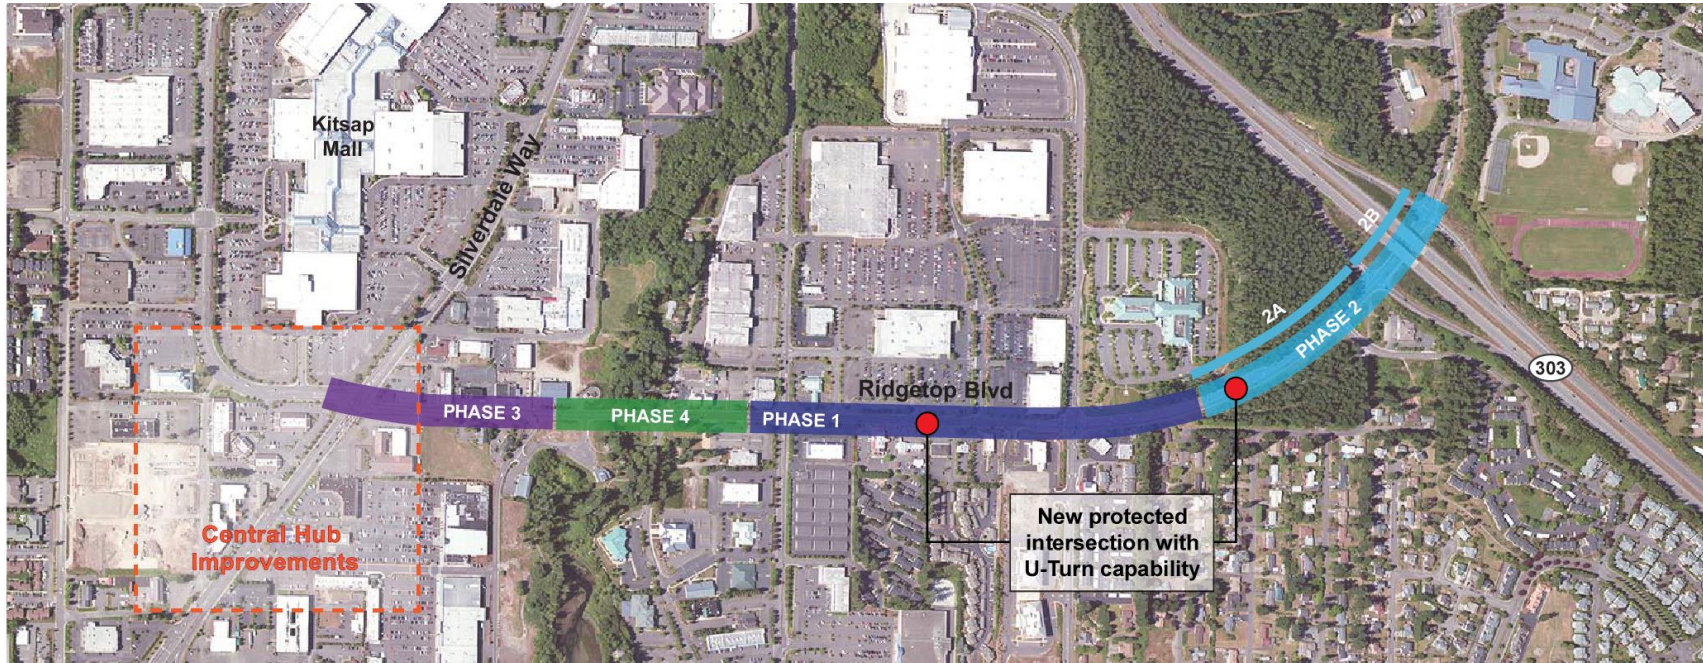 Kitsap
Mall
Silverdale Way
2B
2A
PHASE 2
303
Ridgetop Blvd
PHASE 3
PHASE 4
PHASE 1
New protected
intersection with
U-Turn capability
Central Hub
Improvements